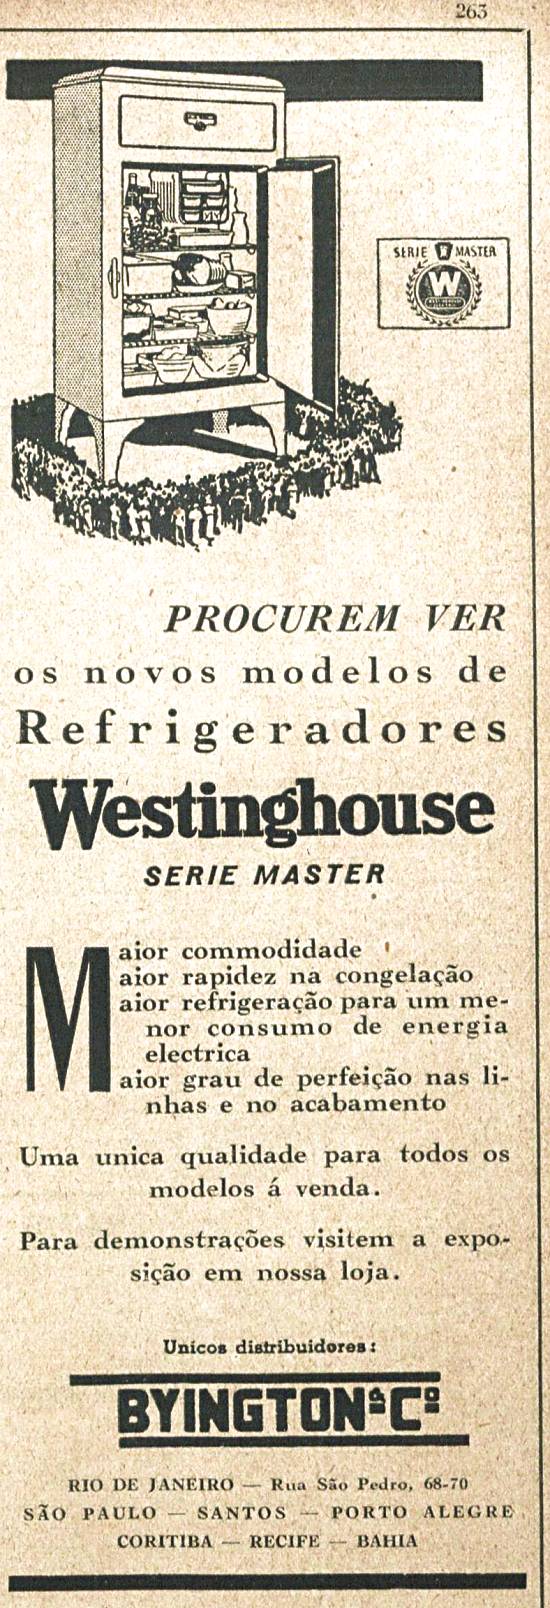 263
SERIE MASTER
W
PROCUREM VER
os novos modelos de
Refrigeradores
Westinghouse
SERIE MASTER
Maior commodidade
aior rapidez na congelação
aior refrigeração para um me-
nor consumo de energia
electrica
aior grau de perfeição nas li-
nhas e no acabamento
Uma unica qualidade para todos os
modelos á venda.
Para demonstrações visitem a expo-
sição em nossa loja.
Unicos distribuidores:
BYINGTON & Cº
RIO DE JANEIRO — Rua São Pedro, 68-70
SÃO PAULO — SANTOS — PORTO ALEGRE
CORITIBA — RECIFE — BAHIA